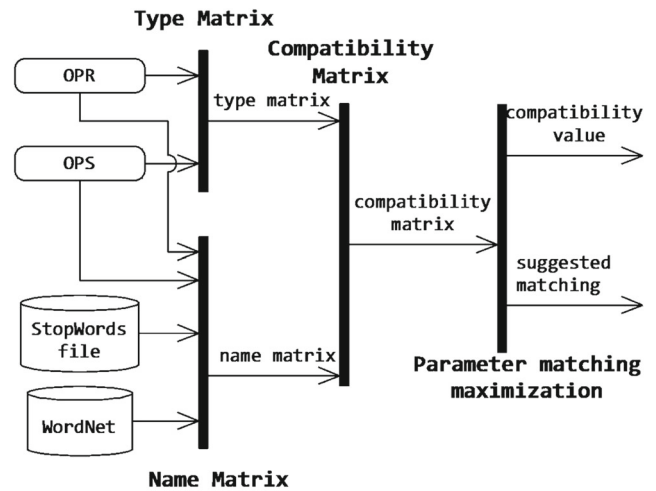 Type Matrix
OPR
type matrix
Compatibility
Matrix
OPS
compatibility
value
compatibility
matrix
suggested
matching
StopWords
file
name matrix
Parameter matching
maximization
WordNet
Name Matrix